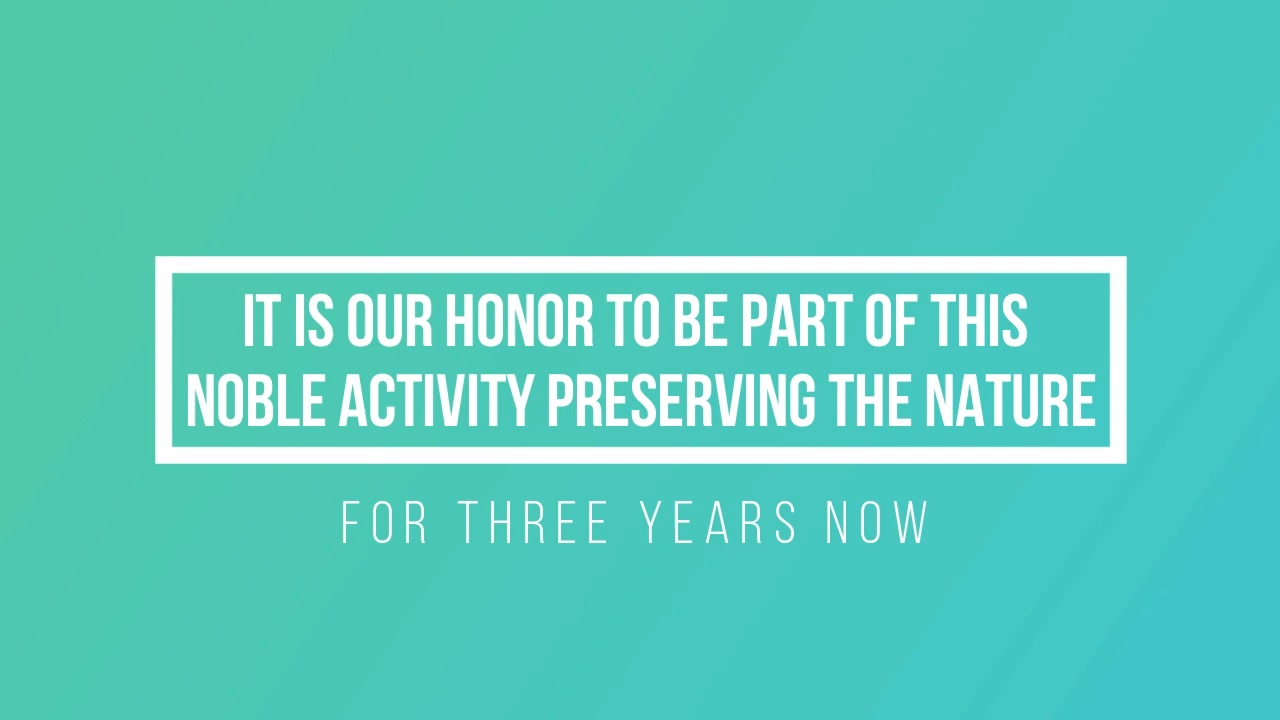 IT IS OUR HONOR TO BE PART OF THIS
NOBLE ACTIVITY PRESERVING THE NATURE
FOR THREE YEARS NOW